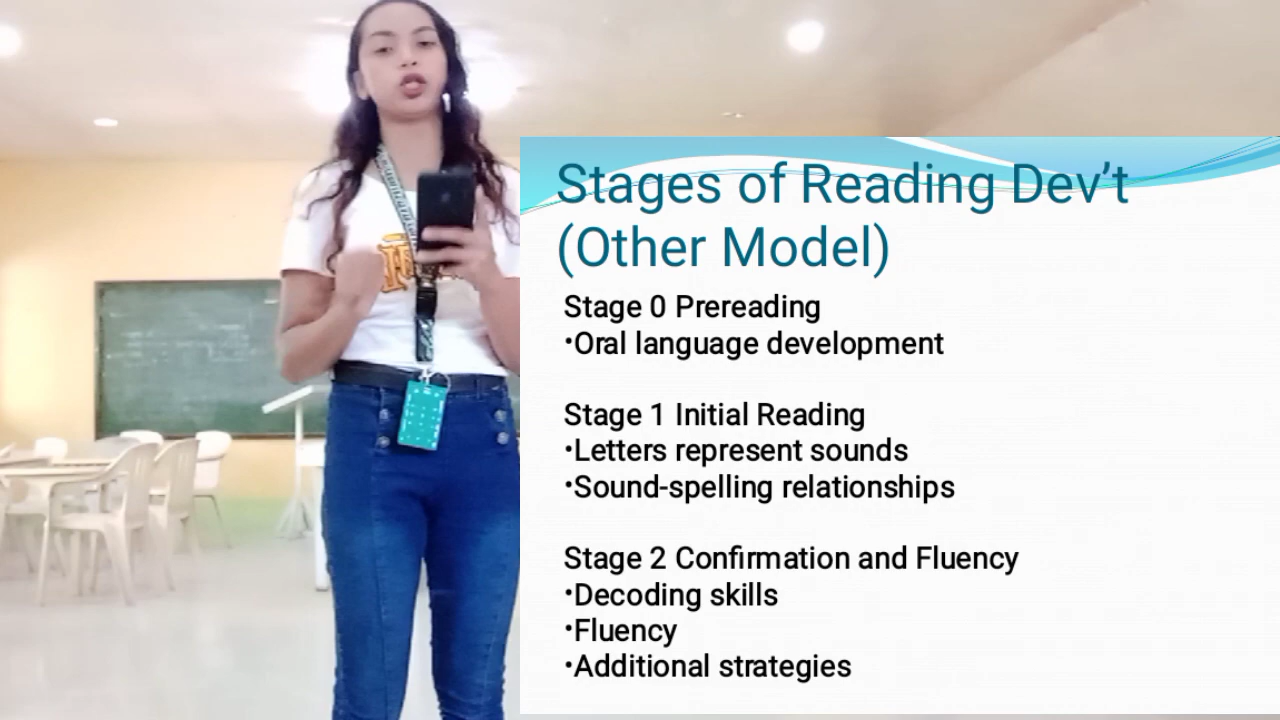 Stages of Reading Dev’t
(Other Model)
Stage 0 Prereading
•Oral language development
Stage 1 Initial Reading
•Letters represent sounds
•Sound-spelling relationships
Stage 2 Confirmation and Fluency
•Decoding skills
•Fluency
•Additional strategies